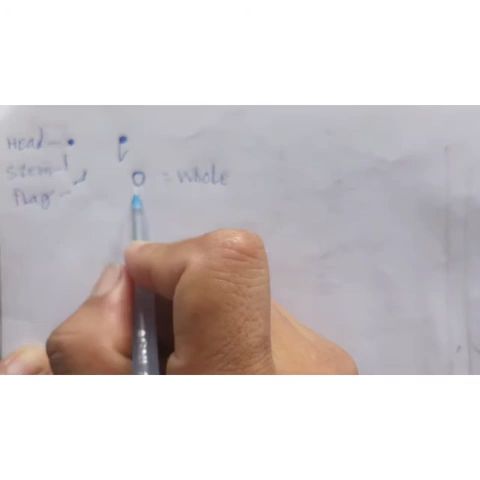 Head -
Stem -
Flag -
= Whole